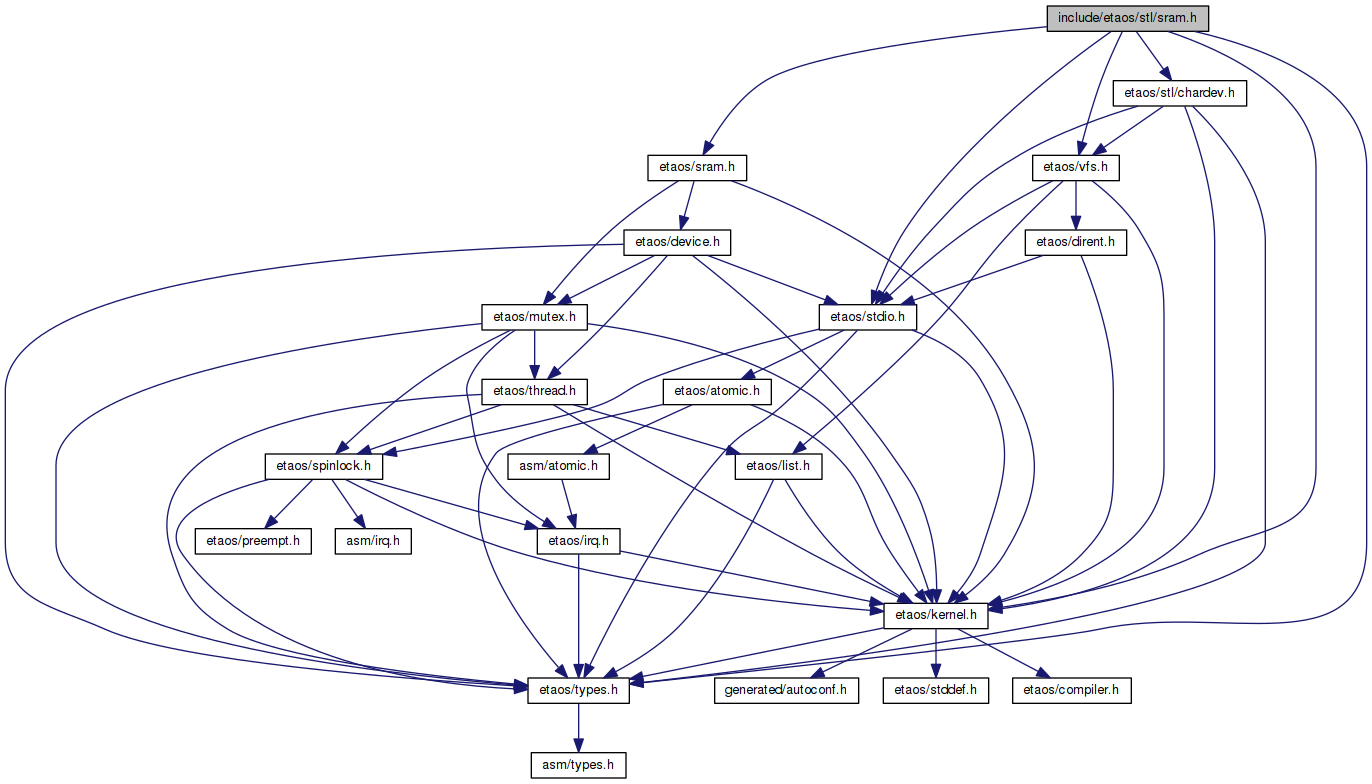 include/etaos/stl/sram.h
etaos/stl/chardev.h
etaos/sram.h
etaos/vfs.h
etaos/device.h
etaos/dirent.h
etaos/mutex.h
etaos/stdio.h
etaos/thread.h
etaos/atomic.h
etaos/spinlock.h
asm/atomic.h
etaos/list.h
etaos/preempt.h
asm/irq.h
etaos/irq.h
etaos/kernel.h
etaos/types.h
generated/autoconf.h
etaos/stddef.h
etaos/compiler.h
asm/types.h